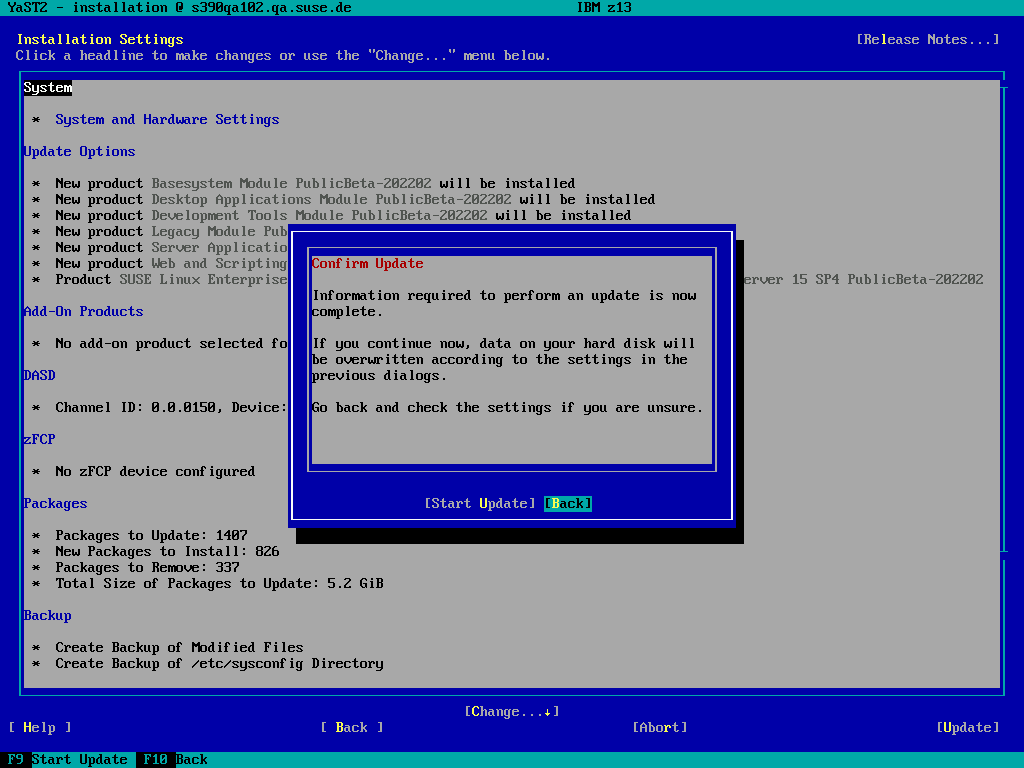 YaST2 - installation @ s390qa102.qa.suse.de IBM z13
Installation Settings [Release Notes...]
Click a headline to make changes or use the "Change..." menu below.
System
* System and Hardware Settings
Update Options
* New product Basesystem Module PublicBeta-202202 will be installed
* New product Desktop Applications Module PublicBeta-202202 will be installed
* New product Development Tools Module PublicBeta-202202 will be installed
* New product Legacy Module Pub
* New product Server Applicatio
* New product Web and Scripting
* Product SUSE Linux Enterprise erver 15 SP4 PublicBeta-202202
Add-On Products
* No add-on product selected fo
DASD
* Channel ID: 0.0.0150, Device:
zFCP
* No zFCP device configured
Packages
* Packages to Update: 1407
* New Packages to Install: 826
* Packages to Remove: 337
* Total Size of Packages to Update: 5.2 GiB
Backup
* Create Backup of Modified Files
* Create Backup of /etc/sysconfig Directory
Confirm Update
Information required to perform an update is now
complete.
If you continue now, data on your hard disk will
be overwritten according to the settings in the
previous dialogs.
Go back and check the settings if you are unsure.
[Start Update] [Back]
[Change...↓]
[ Help ] [ Back ] [Abort] [Update]
F9 Start Update F10 Back